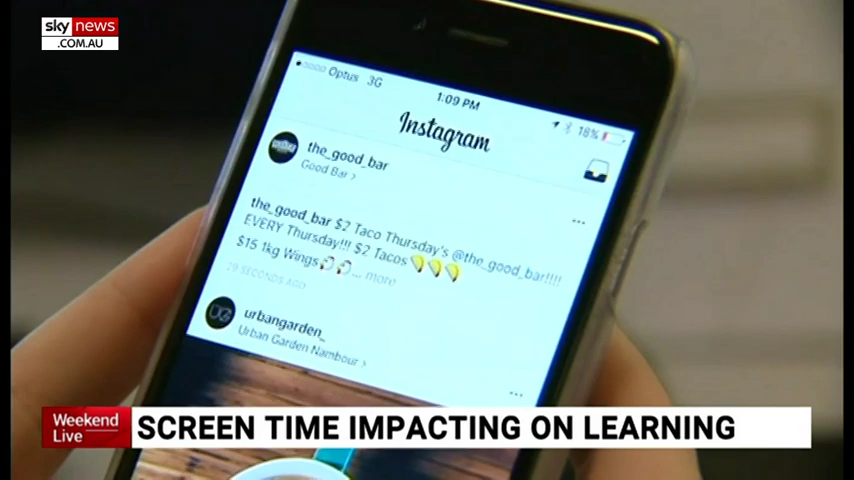 sky news
.COM.AU
Optus 3G
1:09 PM
18%
Instagram
the_good_bar
Good Bar >
the_good_bar $2 Taco Thursday's @the_good_bar!!!!
EVERY Thursday!!! $2 Tacos
$15 1kg Wings ... more
29 SECONDS AGO
urbangarden_
Urban Garden Nambour >
Weekend
Live
SCREEN TIME IMPACTING ON LEARNING